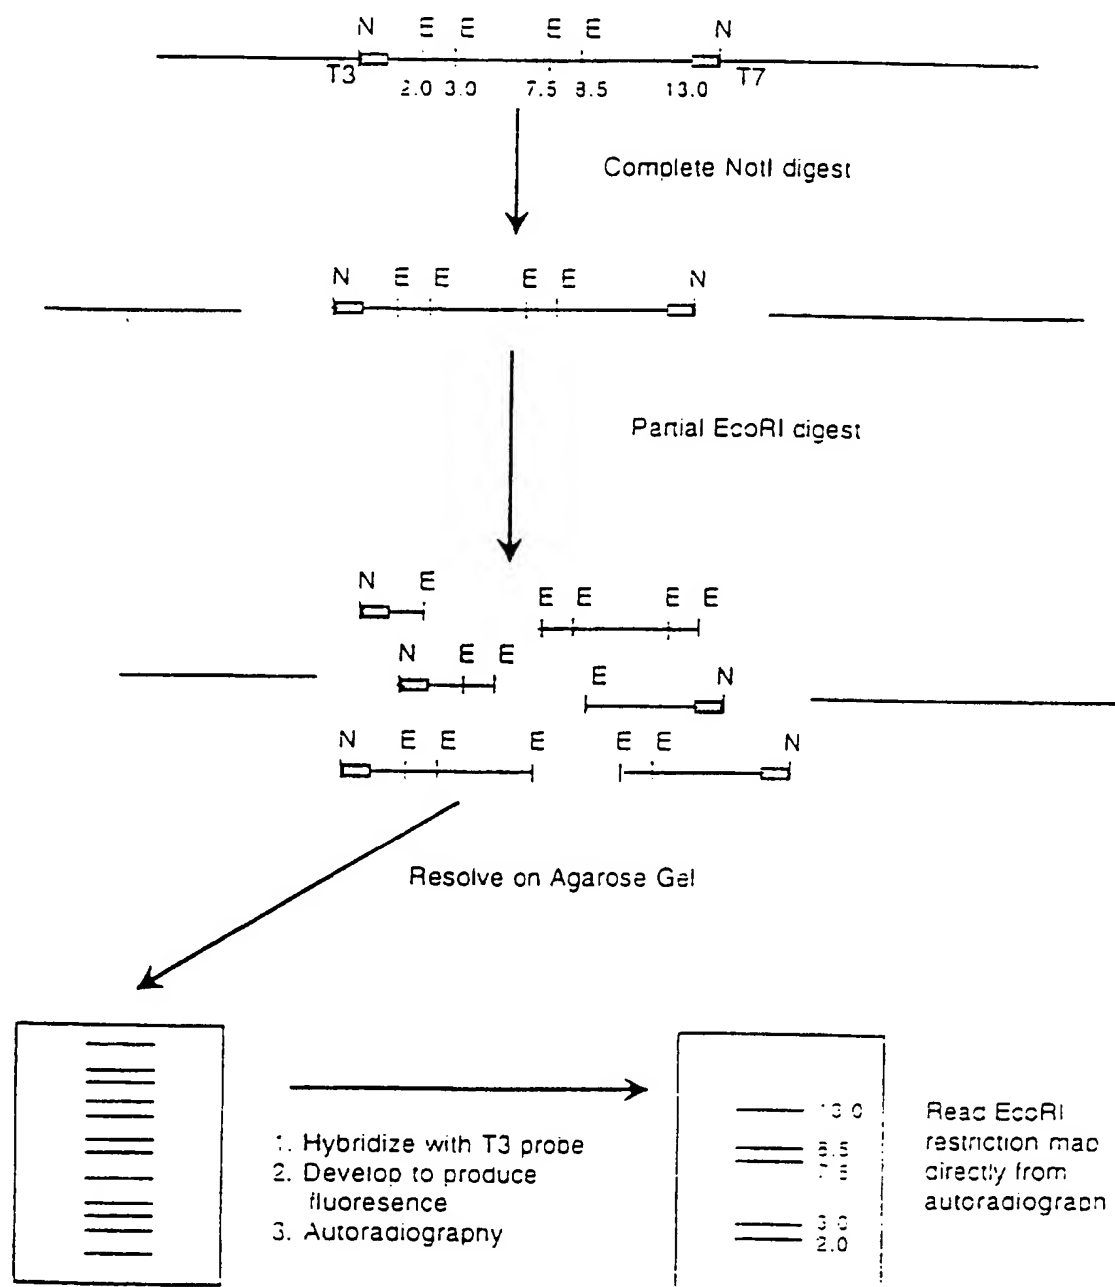 N E E E E N
T3 T7
2.0 3.0 7.5 8.5 13.0
Complete NotI digest
N E E E E N
Partial EcoRI digest
N E
E E E E
N E E
E N
N E E E
E E N
Resolve on Agarose Gel
1. Hybridize with T3 probe
2. Develop to produce
fluoresence
3. Autoradiography
13.0
8.5
7.5
3.0
2.0
Read EcoRI
restriction map
directly from
autoradiograph